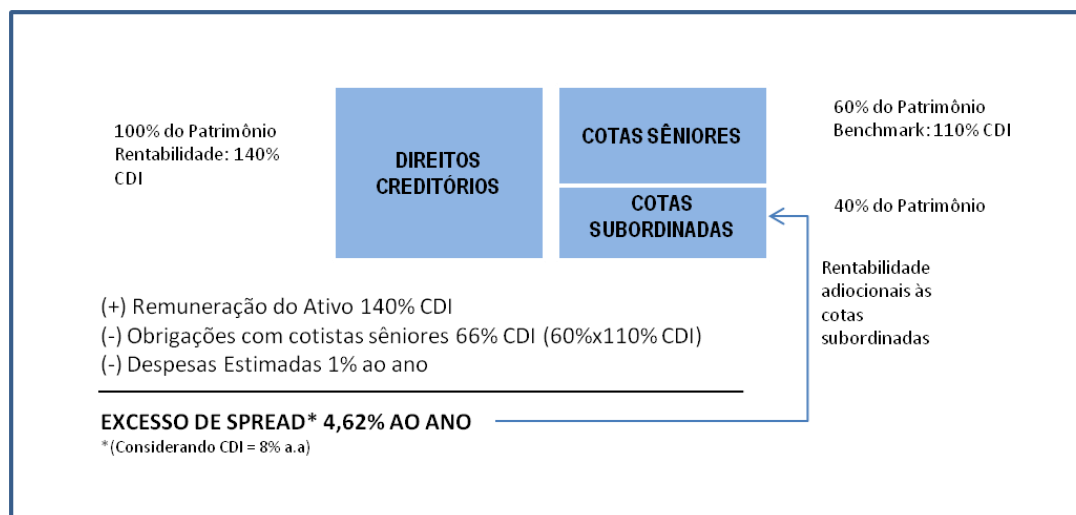 100% do Patrimônio
Rentabilidade: 140%
CDI
DIREITOS
CREDITÓRIOS
COTAS SÊNIORES
COTAS
SUBORDINADAS
60% do Patrimônio
Benchmark: 110% CDI
40% do Patrimônio
Rentabilidade
adiocionais às
cotas
subordinadas
(+) Remuneração do Ativo 140% CDI
(-) Obrigações com cotistas sêniores 66% CDI (60%x110% CDI)
(-) Despesas Estimadas 1% ao ano
EXCESSO DE SPREAD* 4,62% AO ANO
*(Considerando CDI = 8% a.a)